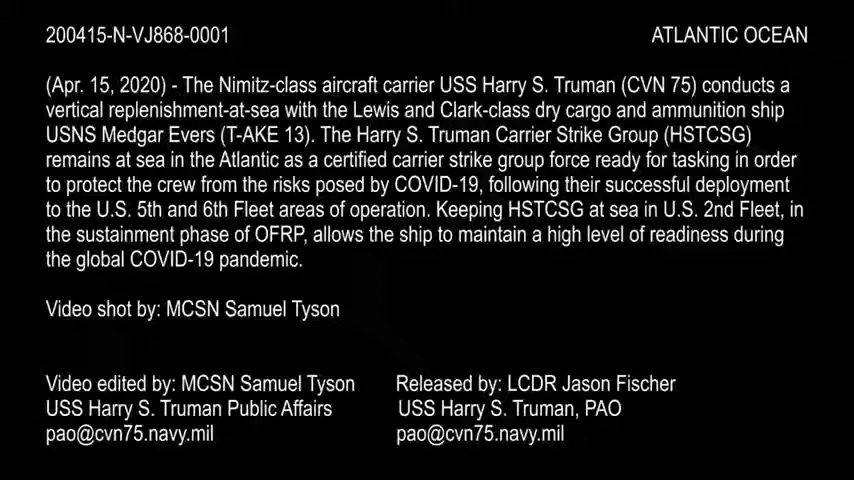 200415-N-VJ868-0001
ATLANTIC OCEAN
(Apr. 15, 2020) - The Nimitz-class aircraft carrier USS Harry S. Truman (CVN 75) conducts a
vertical replenishment-at-sea with the Lewis and Clark-class dry cargo and ammunition ship
USNS Medgar Evers (T-AKE 13). The Harry S. Truman Carrier Strike Group (HSTCSG)
remains at sea in the Atlantic as a certified carrier strike group force ready for tasking in order
to protect the crew from the risks posed by COVID-19, following their successful deployment
to the U.S. 5th and 6th Fleet areas of operation. Keeping HSTCSG at sea in U.S. 2nd Fleet, in
the sustainment phase of OFRP, allows the ship to maintain a high level of readiness during
the global COVID-19 pandemic.
Video shot by: MCSN Samuel Tyson
Video edited by: MCSN Samuel Tyson
USS Harry S. Truman Public Affairs
pao@cvn75.navy.mil
Released by: LCDR Jason Fischer
USS Harry S. Truman, PAO
pao@cvn75.navy.mil